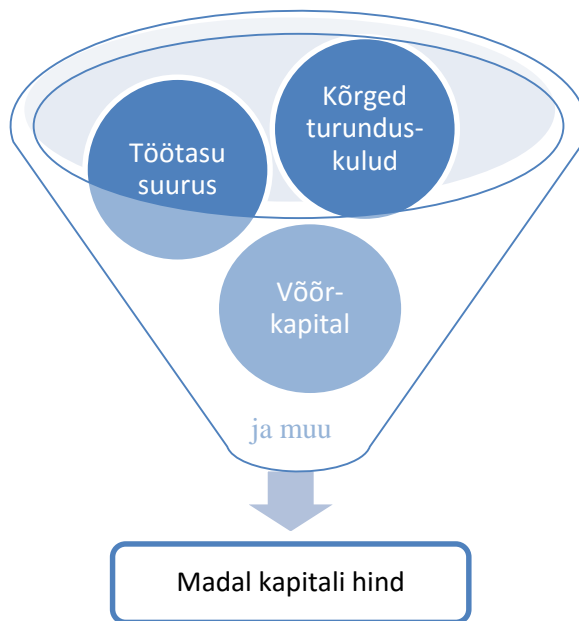 Kõrged
turundus-
kulud
Töötasu
suurus
Võõr-
kapital
ja muu
Madal kapitali hind